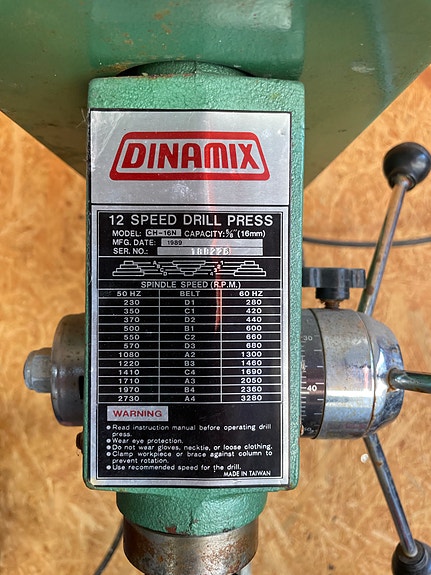 DINAMIX
12 SPEED DRILL PRESS
MODEL: CH-16N CAPACITY: 5/8" (16mm)
MFG. DATE: 1989
SER. NO.:
SPINDLE SPEED (R.P.M.)
50 HZ BELT 60 HZ
230 D1 280
350 C1 420
370 D2 440
500 B1 600
550 C2 660
570 D3 680
1080 A2 1300
1220 B3 1460
1410 C4 1690
1710 A3 2050
1970 B4 2360
2730 A4 3280
WARNING
● Read instruction manual before operating drill
press.
● Wear eye protection.
● Do not wear gloves, necktie, or loose clothing.
● Clamp workpiece or brace against column to
prevent rotation.
● Use recommended speed for the drill.
MADE IN TAIWAN
30
40